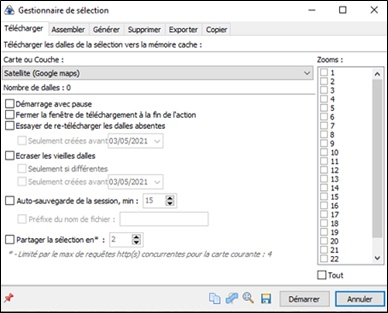 Gestionnaire de sélection
Télécharger Assembler Générer Supprimer Exporter Copier
Télécharger les dalles de la sélection vers la mémoire cache :
Carte ou Couche :
Satellite (Google maps)
Nombre de dalles : 0
Démarrage avec pause
Fermer la fenêtre de téléchargement à la fin de l'action
Essayer de re-télécharger les dalles absentes
Seulement créées avant 03/05/2021
Ecraser les vieilles dalles
Seulement si différentes
Seulement créées avant 03/05/2021
Auto-sauvegarde de la session, min : 15
Préfixe du nom de fichier :
Partager la sélection en* : 2
* - Limité par le max de requêtes http(s) concurrentes pour la carte courante : 4
Zooms :
1
2
3
4
5
6
7
8
9
10
11
12
13
14
15
16
17
18
19
20
21
22
Tout
Démarrer Annuler